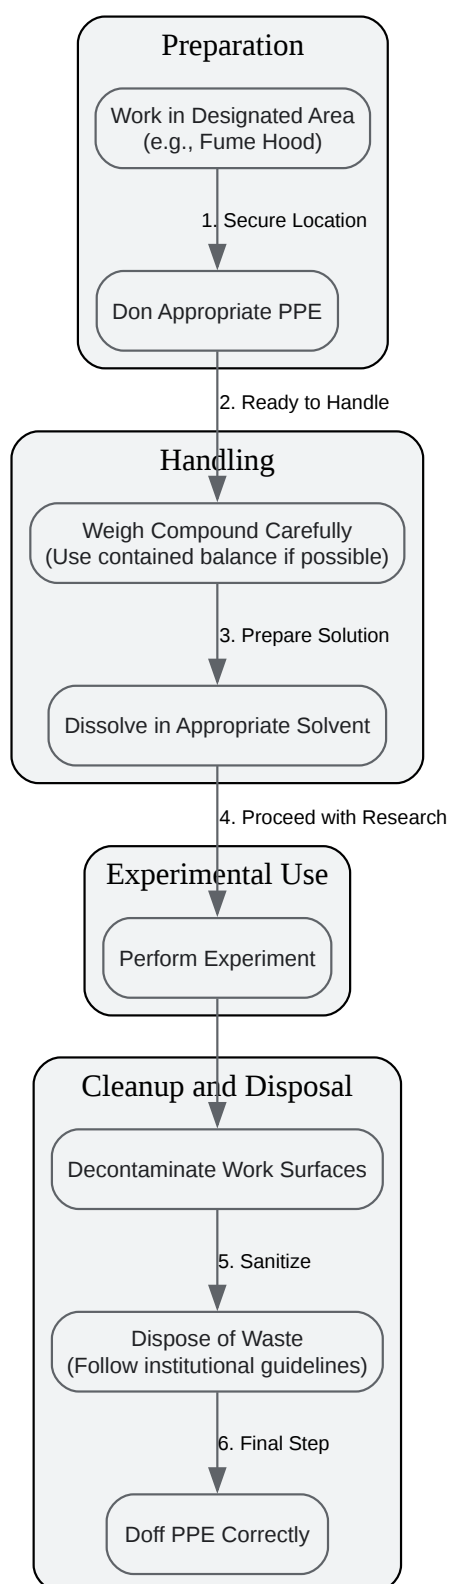 Preparation
Work in Designated Area
(e.g., Fume Hood)
1. Secure Location
Don Appropriate PPE
2. Ready to Handle
Handling
Weigh Compound Carefully
(Use contained balance if possible)
3. Prepare Solution
Dissolve in Appropriate Solvent
4. Proceed with Research
Experimental Use
Perform Experiment
Cleanup and Disposal
Decontaminate Work Surfaces
5. Sanitize
Dispose of Waste
(Follow institutional guidelines)
6. Final Step
Doff PPE Correctly